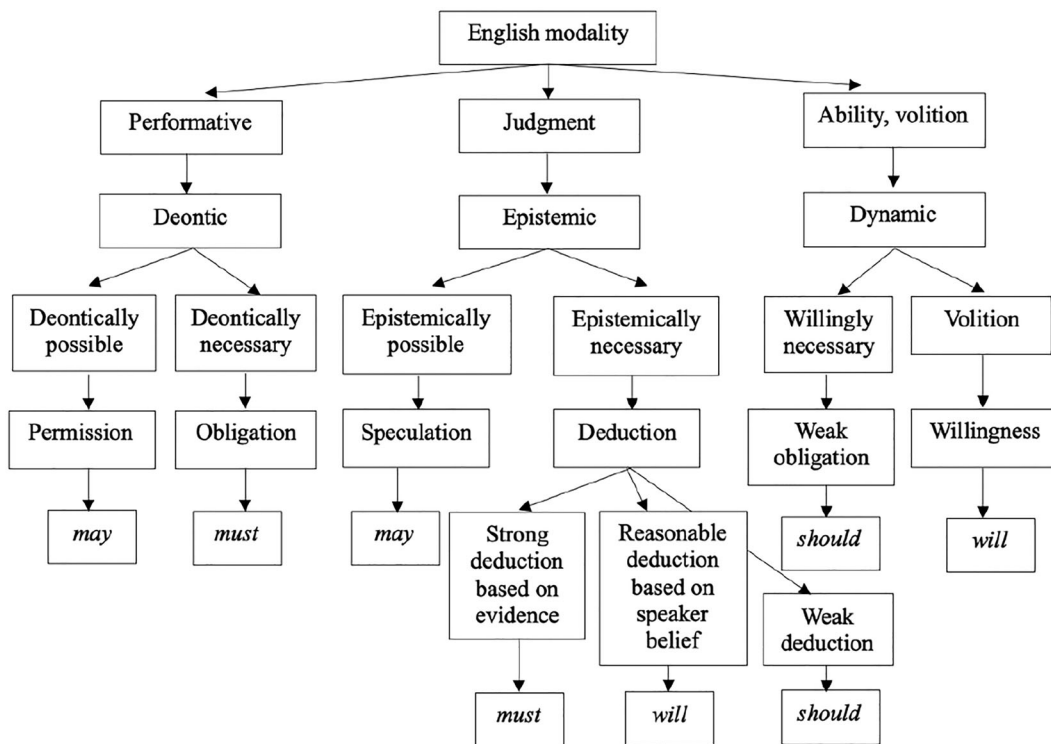 English modality
Performative
Judgment
Ability, volition
Deontic
Epistemic
Dynamic
Deontically
possible
Deontically
necessary
Epistemically
possible
Epistemically
necessary
Willingly
necessary
Volition
Permission
Obligation
Speculation
Deduction
Weak
obligation
Willingness
may
must
may
Strong
deduction
based on
evidence
Reasonable
deduction
based on
speaker
belief
should
will
Weak
deduction
must
will
should